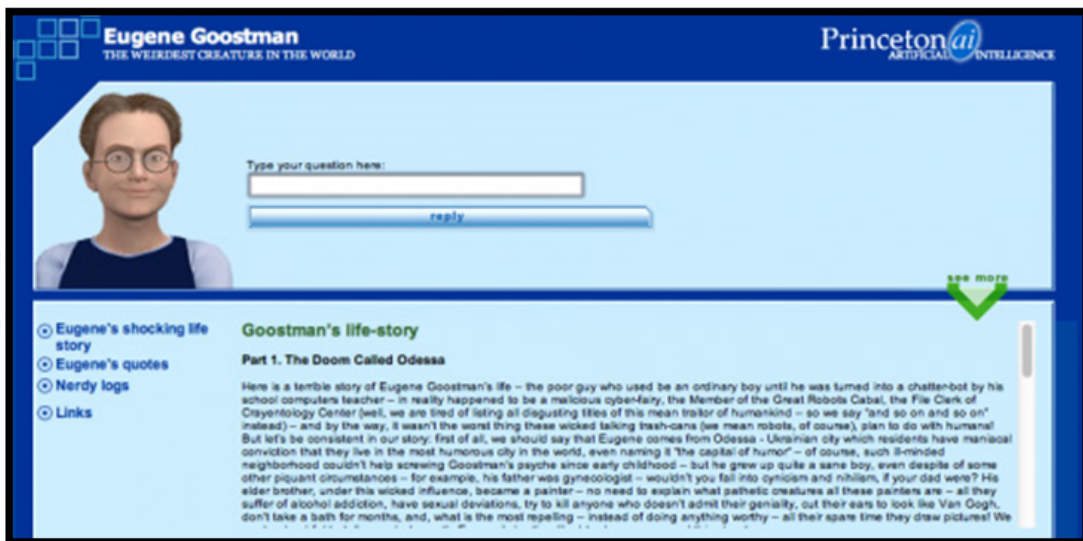 Eugene Goostman
THE WEIRDEST CREATURE IN THE WORLD
Princeton ai
ARTIFICIAL INTELLIGENCE
Type your question here:
reply
see more
Eugene's shocking life
story
Eugene's quotes
Nerdy logs
Links
Goostman's life-story
Part 1. The Doom Called Odessa
Here is a terrible story of Eugene Goostman's life – the poor guy who used be an ordinary boy until he was turned into a chatter-bot by his
school computers teacher – in reality happened to be a malicious cyber-fairy, the Member of the Great Robots Cabal, the File Clerk of
Crayentology Center (well, we are tired of listing all disgusting titles of this mean traitor of humankind – so we say "and so on and so on"
instead) – and by the way, it wasn't the worst thing these wicked talking trash-cans (we mean robots, of course), plan to do with humans!
But let's be consistent in our story: first of all, we should say that Eugene comes from Odessa - Ukrainian city which residents have maniacal
conviction that they live in the most humorous city in the world, even naming it "the capital of humor" – of course, such ill-minded
neighborhood couldn't help screwing Goostman's psyche since early childhood – but he grew up quite a sane boy, even despite of some
other piquant circumstances – for example, his father was gynecologist – wouldn't you fall into cynicism and nihilism, if your dad were? His
elder brother, under this wicked influence, became a painter – no need to explain what pathetic creatures all these painters are – all they
suffer of alcohol addiction, have sexual deviations, try to kill anyone who doesn't admit their geniality, cut their ears to look like Van Gogh,
don't take a bath for months, and, what is the most repelling – instead of doing anything worthy – all their spare time they draw pictures! We